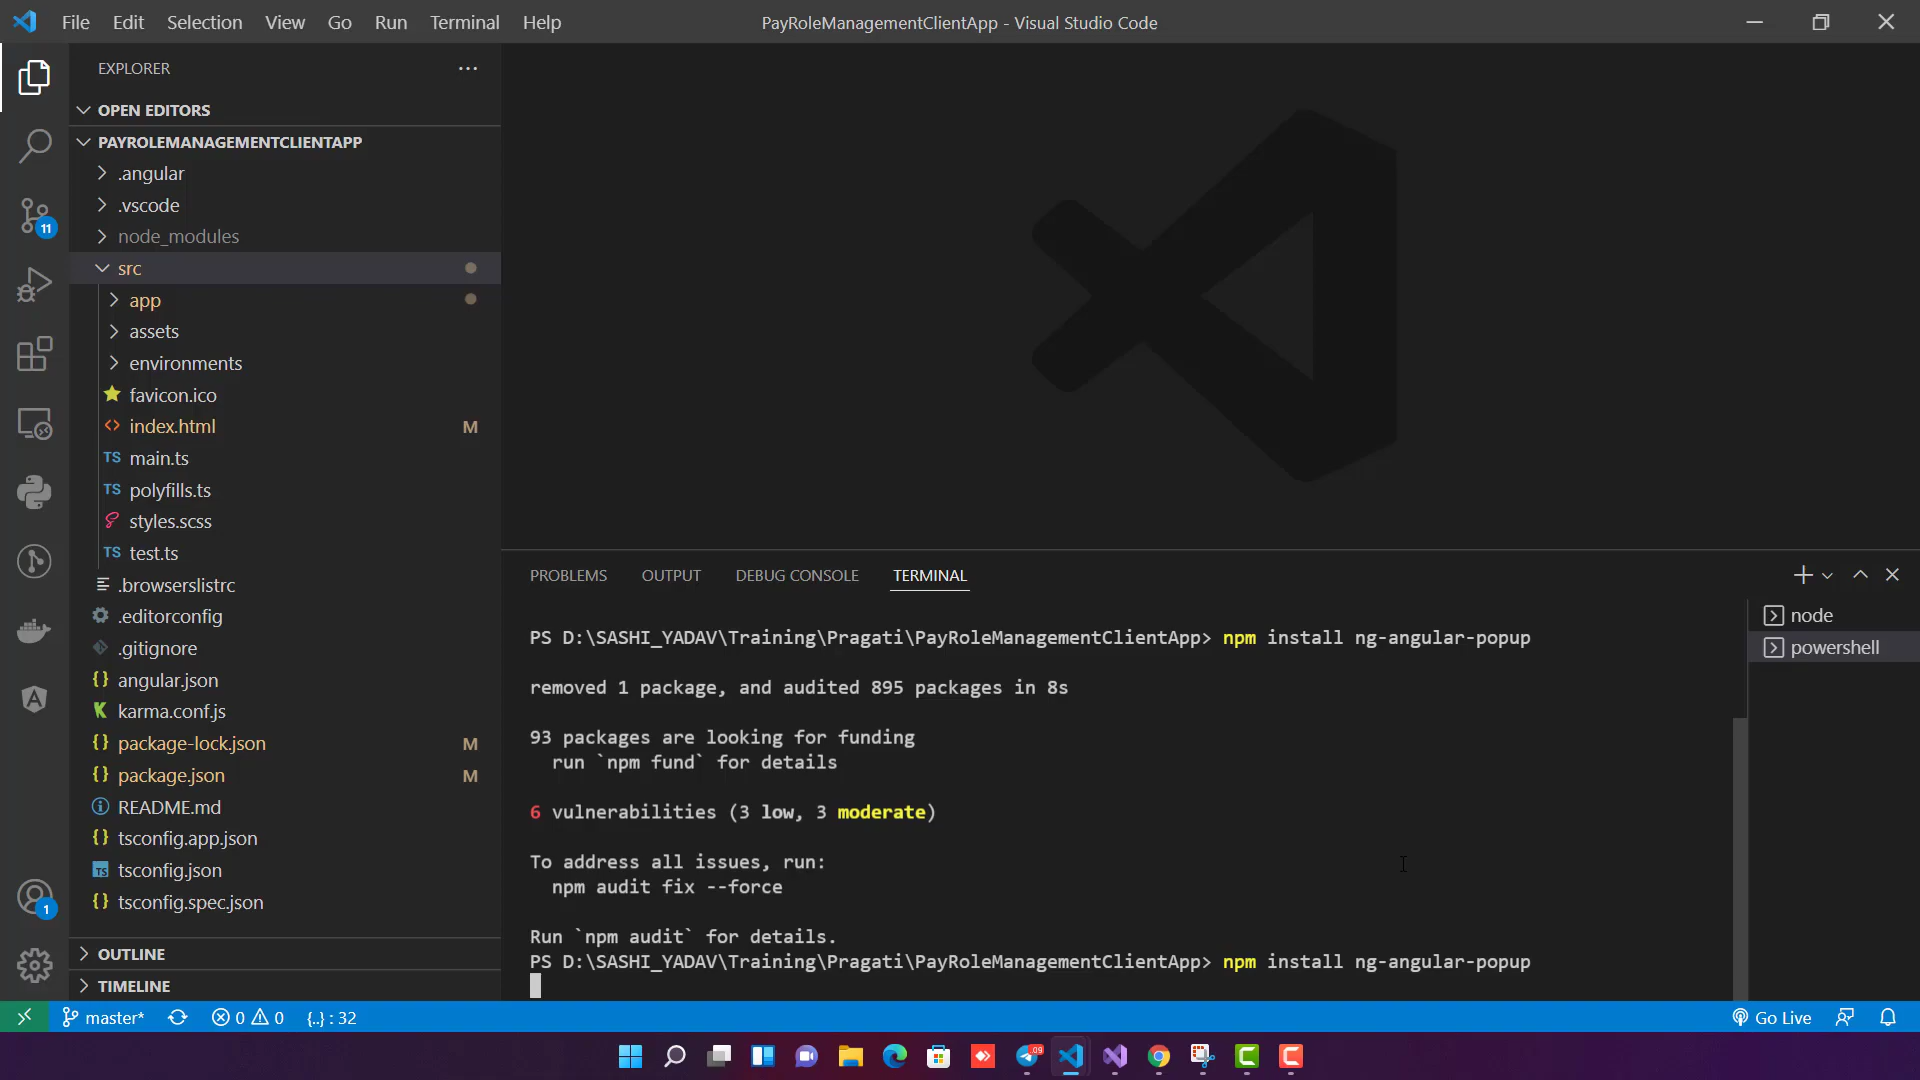 File Edit Selection View Go Run Terminal Help
PayRoleManagementClientApp - Visual Studio Code
EXPLORER
OPEN EDITORS
PAYROLEMANAGEMENTCLIENTAPP
.angular
.vscode
node_modules
src
app
assets
environments
favicon.ico
index.html M
TS main.ts
TS polyfills.ts
styles.scss
TS test.ts
.browserslistrc
.editorconfig
.gitignore
angular.json
karma.conf.js
package-lock.json M
package.json M
README.md
tsconfig.app.json
TS tsconfig.json
tsconfig.spec.json
OUTLINE
TIMELINE
11
1
PROBLEMS OUTPUT DEBUG CONSOLE TERMINAL
node
powershell
PS D:\SASHI_YADAV\Training\Pragati\PayRoleManagementClientApp> npm install ng-angular-popup
removed 1 package, and audited 895 packages in 8s
93 packages are looking for funding
run `npm fund` for details
6 vulnerabilities (3 low, 3 moderate)
To address all issues, run:
npm audit fix --force
Run `npm audit` for details.
PS D:\SASHI_YADAV\Training\Pragati\PayRoleManagementClientApp> npm install ng-angular-popup
master* 0 0 {..} : 32 Go Live
09